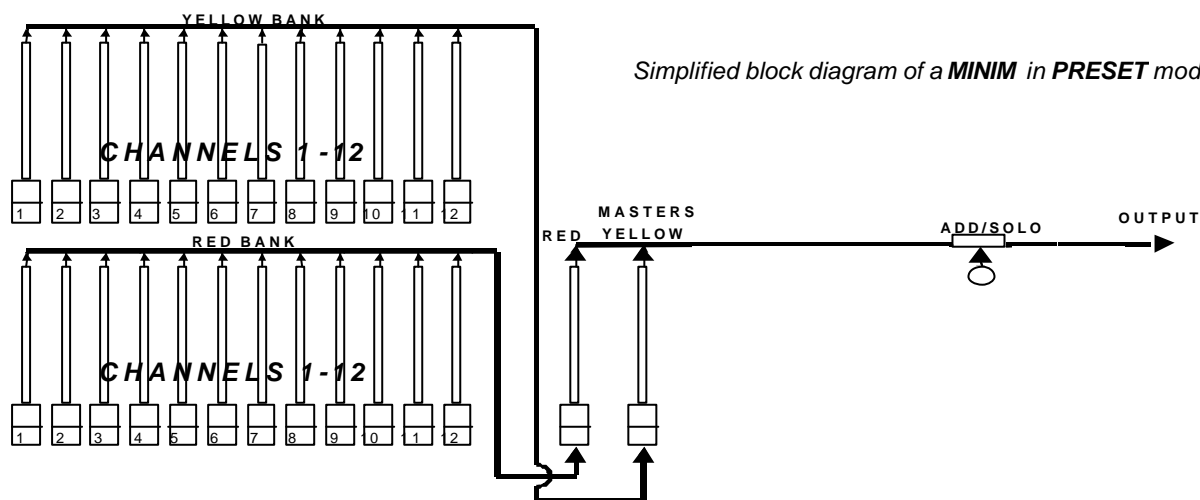 YELLOW BANK
Simplified block diagram of a MINIM in PRESET mod
CHANNELS 1-12
1 2 3 4 5 6 7 8 9 10 11 12
RED BANK
MASTERS
RED YELLOW
ADD/SOLO
OUTPUT
CHANNELS 1-12
1 2 3 4 5 6 7 8 9 10 11 12